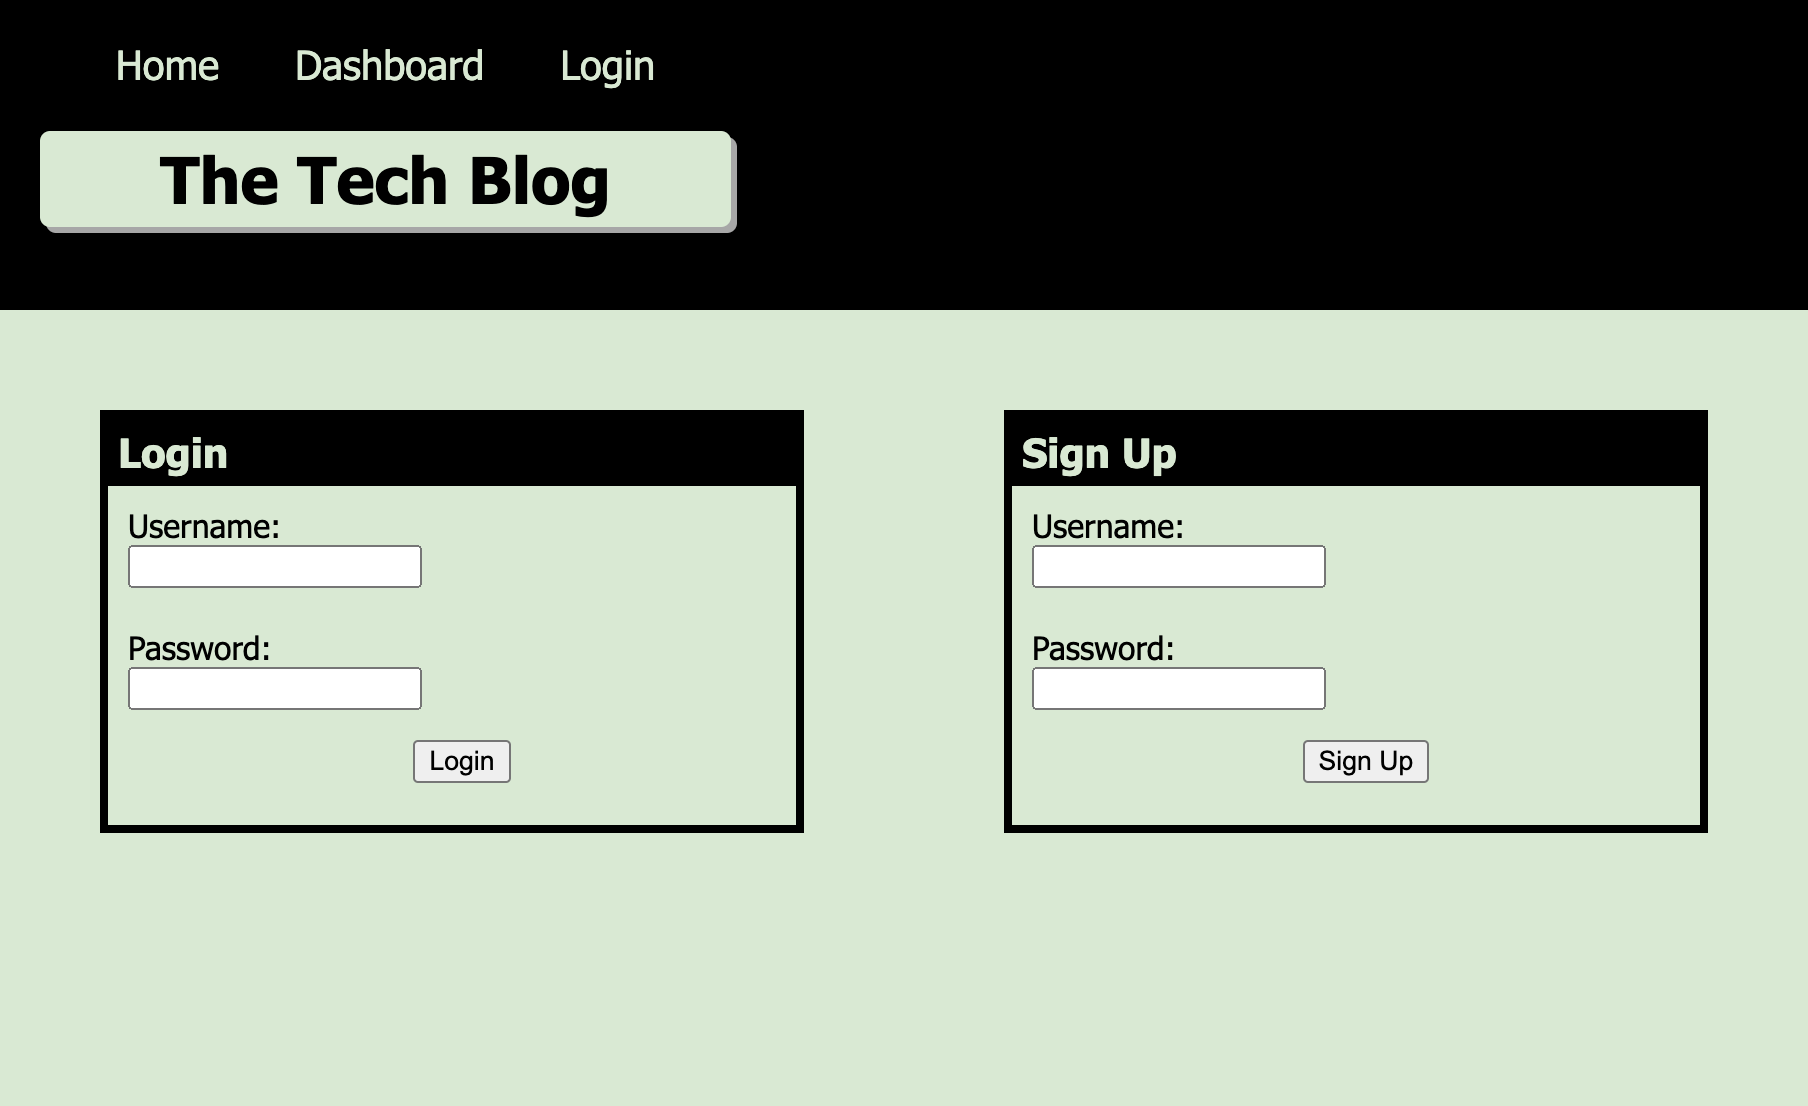 Home Dashboard Login
The Tech Blog
Login
Username:
Password:
Login
Sign Up
Username:
Password:
Sign Up